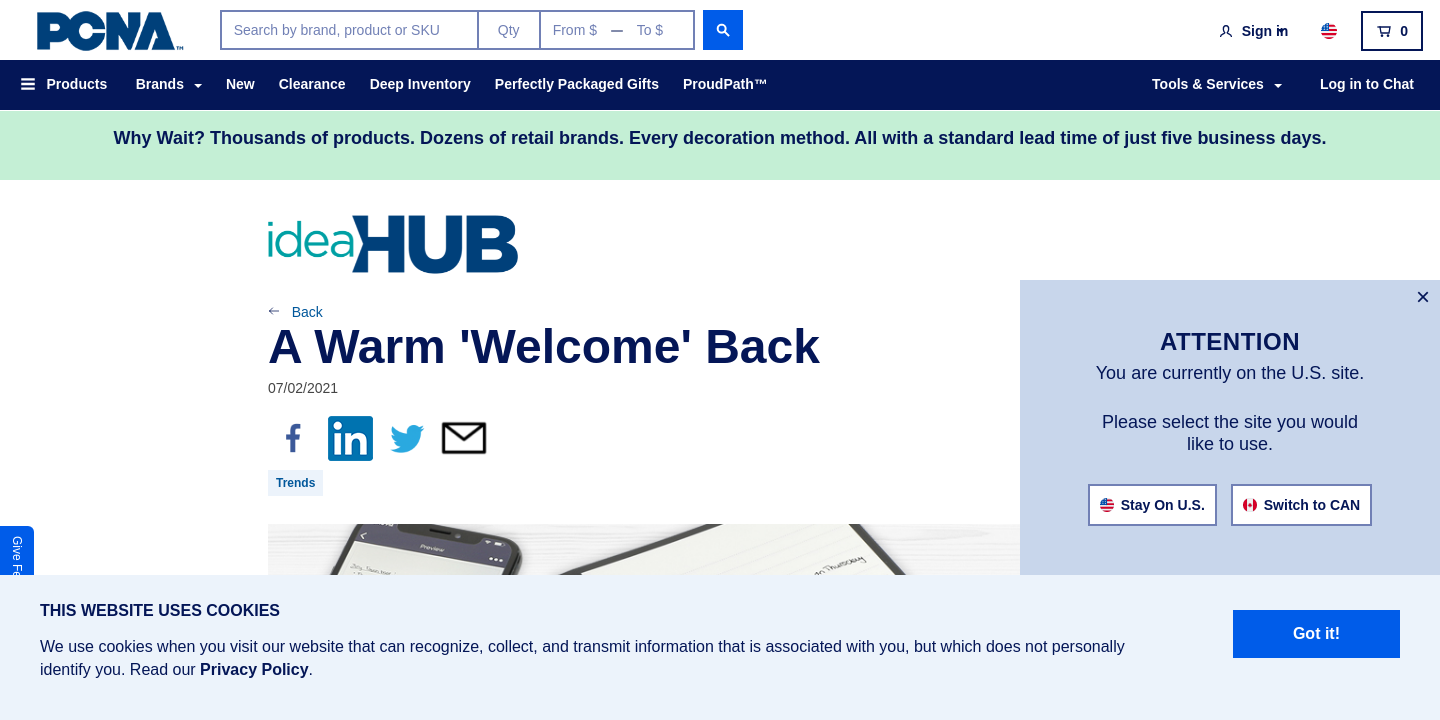 PCNA™
Search by brand, product or SKU
Qty
From $ — To $
Sign in
0
Products
Brands
New
Clearance
Deep Inventory
Perfectly Packaged Gifts
ProudPath™
Tools & Services
Log in to Chat
Why Wait? Thousands of products. Dozens of retail brands. Every decoration method. All with a standard lead time of just five business days.
ideaHUB
Back
A Warm 'Welcome' Back
07/02/2021
Trends
Preview
Thursday
×
ATTENTION
You are currently on the U.S. site.
Please select the site you would
like to use.
Stay On U.S.
Switch to CAN
Give Fe
THIS WEBSITE USES COOKIES
We use cookies when you visit our website that can recognize, collect, and transmit information that is associated with you, but which does not personally
identify you. Read our Privacy Policy.
Got it!